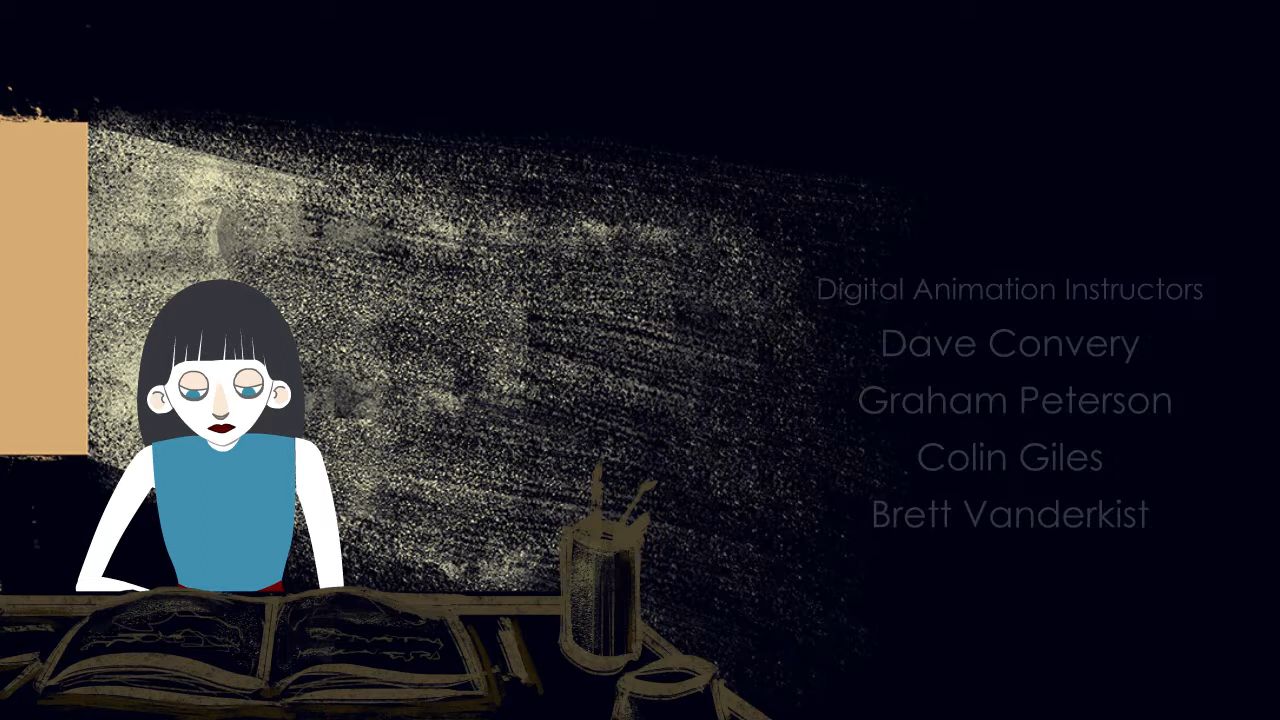 Digital Animation Instructors
Dave Convery
Graham Peterson
Colin Giles
Brett Vanderkist